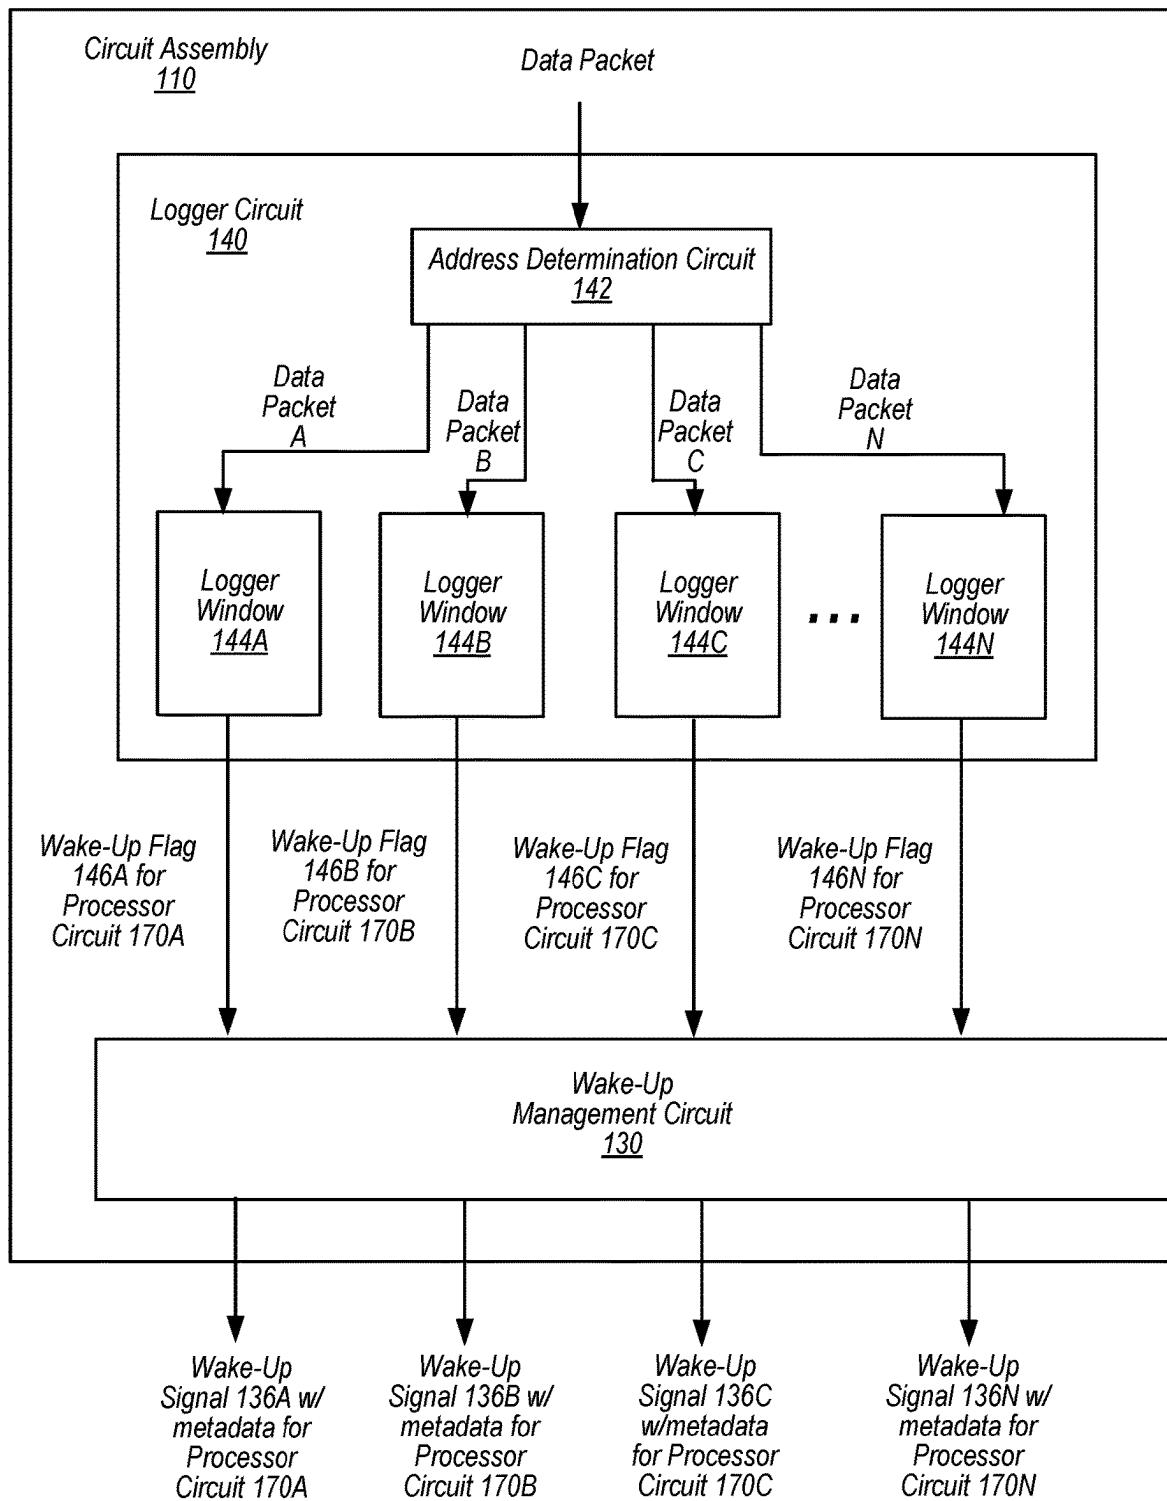 Circuit Assembly
110
Data Packet
Logger Circuit
140
Address Determination Circuit
142
Data
Packet
A
Data
Packet
B
Data
Packet
C
Data
Packet
N
Logger
Window
144A
Logger
Window
144B
Logger
Window
144C
...
Logger
Window
144N
Wake-Up Flag
146A for
Processor
Circuit 170A
Wake-Up Flag
146B for
Processor
Circuit 170B
Wake-Up Flag
146C for
Processor
Circuit 170C
Wake-Up Flag
146N for
Processor
Circuit 170N
Wake-Up
Management Circuit
130
Wake-Up
Signal 136A w/
metadata for
Processor
Circuit 170A
Wake-Up
Signal 136B w/
metadata for
Processor
Circuit 170B
Wake-Up
Signal 136C
w/metadata
for Processor
Circuit 170C
Wake-Up
Signal 136N w/
metadata for
Processor
Circuit 170N